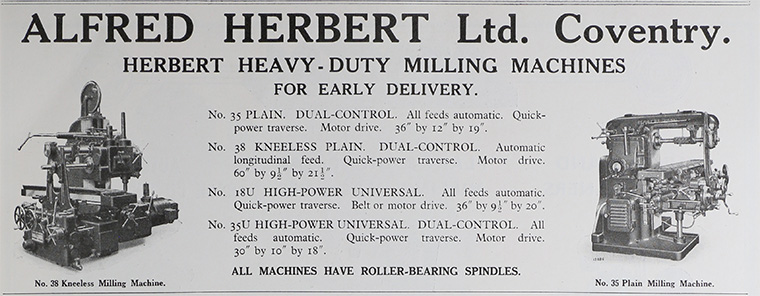 ALFRED HERBERT Ltd. Coventry.
HERBERT HEAVY-DUTY MILLING MACHINES
FOR EARLY DELIVERY.
No. 35 PLAIN. DUAL-CONTROL. All feeds automatic. Quick-
power traverse. Motor drive. 36″ by 12″ by 19″.
No. 38 KNEELESS PLAIN. DUAL-CONTROL. Automatic
longitudinal feed. Quick-power traverse. Motor drive.
60″ by 9½″ by 21½″.
No. 18U HIGH-POWER UNIVERSAL. All feeds automatic.
Quick-power traverse. Belt or motor drive. 36″ by 9½″ by 20″.
No. 35U HIGH-POWER UNIVERSAL. DUAL-CONTROL. All
feeds automatic. Quick-power traverse. Motor drive.
30″ by 10″ by 18″.
ALL MACHINES HAVE ROLLER-BEARING SPINDLES.
No. 38 Kneeless Milling Machine.
No. 35 Plain Milling Machine.